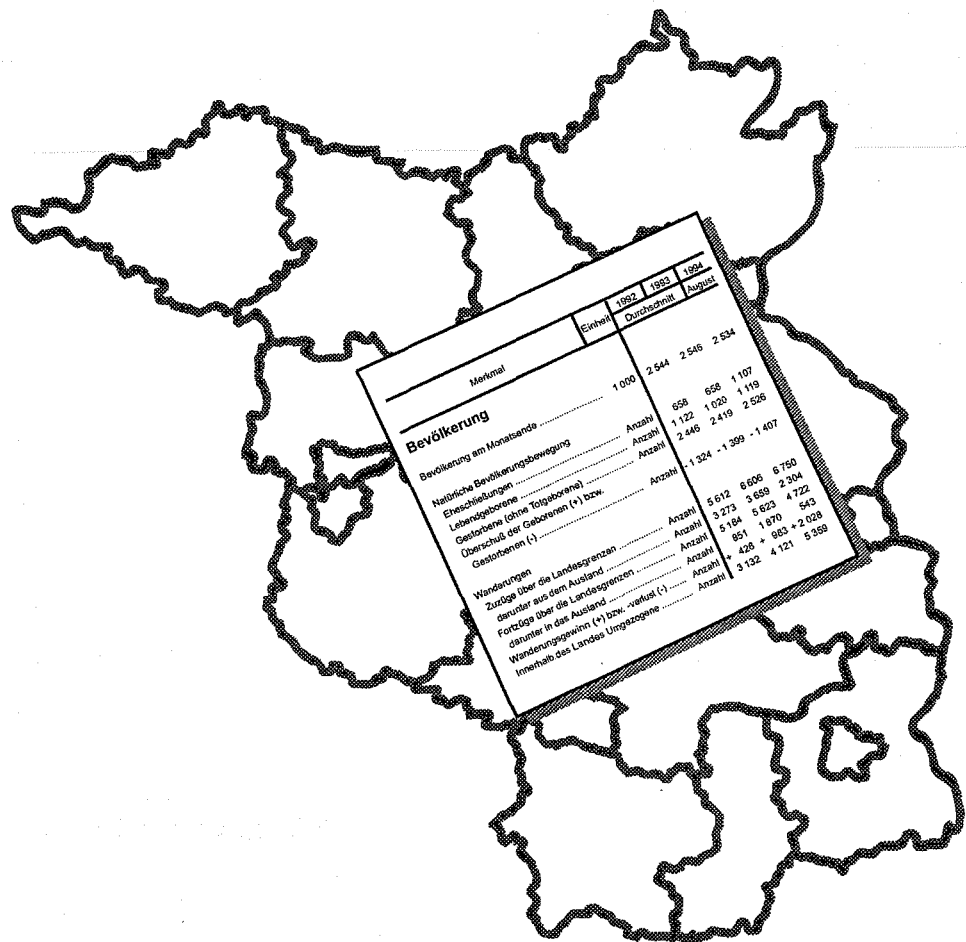 Merkmal Einheit 1992 1993 1994
Durchschnitt August
Bevölkerung
Bevölkerung am Monatsende ........ 1 000 2 544 2 546 2 534
Natürliche Bevölkerungsbewegung
Eheschließungen ........ Anzahl 658 658 1 107
Lebendgeborene ........ Anzahl 1 122 1 020 1 119
Gestorbene (ohne Totgeborene) ........ Anzahl 2 446 2 419 2 526
Überschuß der Geborenen (+) bzw.
Gestorbenen (-) ........ Anzahl - 1 324 - 1 399 - 1 407
Wanderungen
Zuzüge über die Landesgrenzen ........ Anzahl 5 612 6 606 6 750
darunter aus dem Ausland ........ Anzahl 3 273 3 659 2 304
Fortzüge über die Landesgrenzen ........ Anzahl 5 184 5 623 4 722
darunter in das Ausland ........ Anzahl 851 1 870 543
Wanderungsgewinn (+) bzw. -verlust (-) .... Anzahl + 428 + 983 + 2 028
Innerhalb des Landes Umgezogene ........ Anzahl 3 132 4 121 5 359